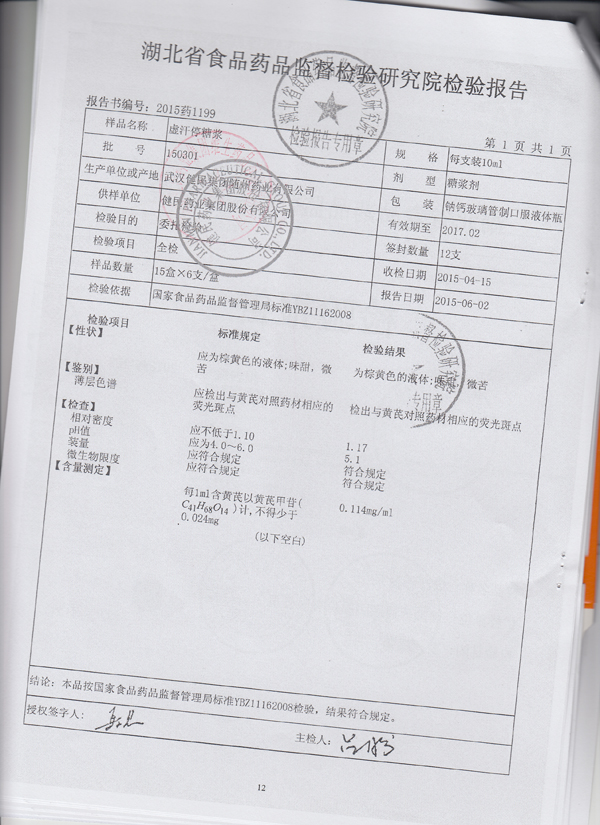 湖北省食品药品监督检验研究院检验报告
报告书编号：2015药1199
第 1 页 共 1 页
样品名称 虚汗停糖浆 规 格 每支装10ml
批 号 150301 剂 型 糖浆剂
生产单位或产地 武汉健民集团随州药业有限公司 包 装 钠钙玻璃管制口服液体瓶
供样单位 健民药业集团股份有限公司 有效期至 2017.02
检验目的 委托检验 签封数量 12支
检验项目 全检 收检日期 2015-04-15
样品数量 15盒×6支/盒 报告日期 2015-06-02
检验依据 国家食品药品监督管理局标准YBZ11162008
检验项目 标准规定 检验结果
【性状】 应为棕黄色的液体;味甜，微苦 为棕黄色的液体;味甜，微苦
【鉴别】
薄层色谱 应检出与黄芪对照药材相应的荧光斑点 检出与黄芪对照药材相应的荧光斑点
【检查】
相对密度 应不低于1.10 1.17
pH值 应为4.0~6.0 5.1
装量 应符合规定 符合规定
微生物限度 应符合规定 符合规定
【含量测定】
每1ml含黄芪以黄芪甲苷(
C41H68O14 )计,不得少于 0.114mg/ml
0.024mg
(以下空白)
结论：本品按国家食品药品监督管理局标准YBZ11162008检验，结果符合规定。
授权签字人：
主检人：
12
湖北省食品药品监督检验研究院
检验报告专用章
专用章